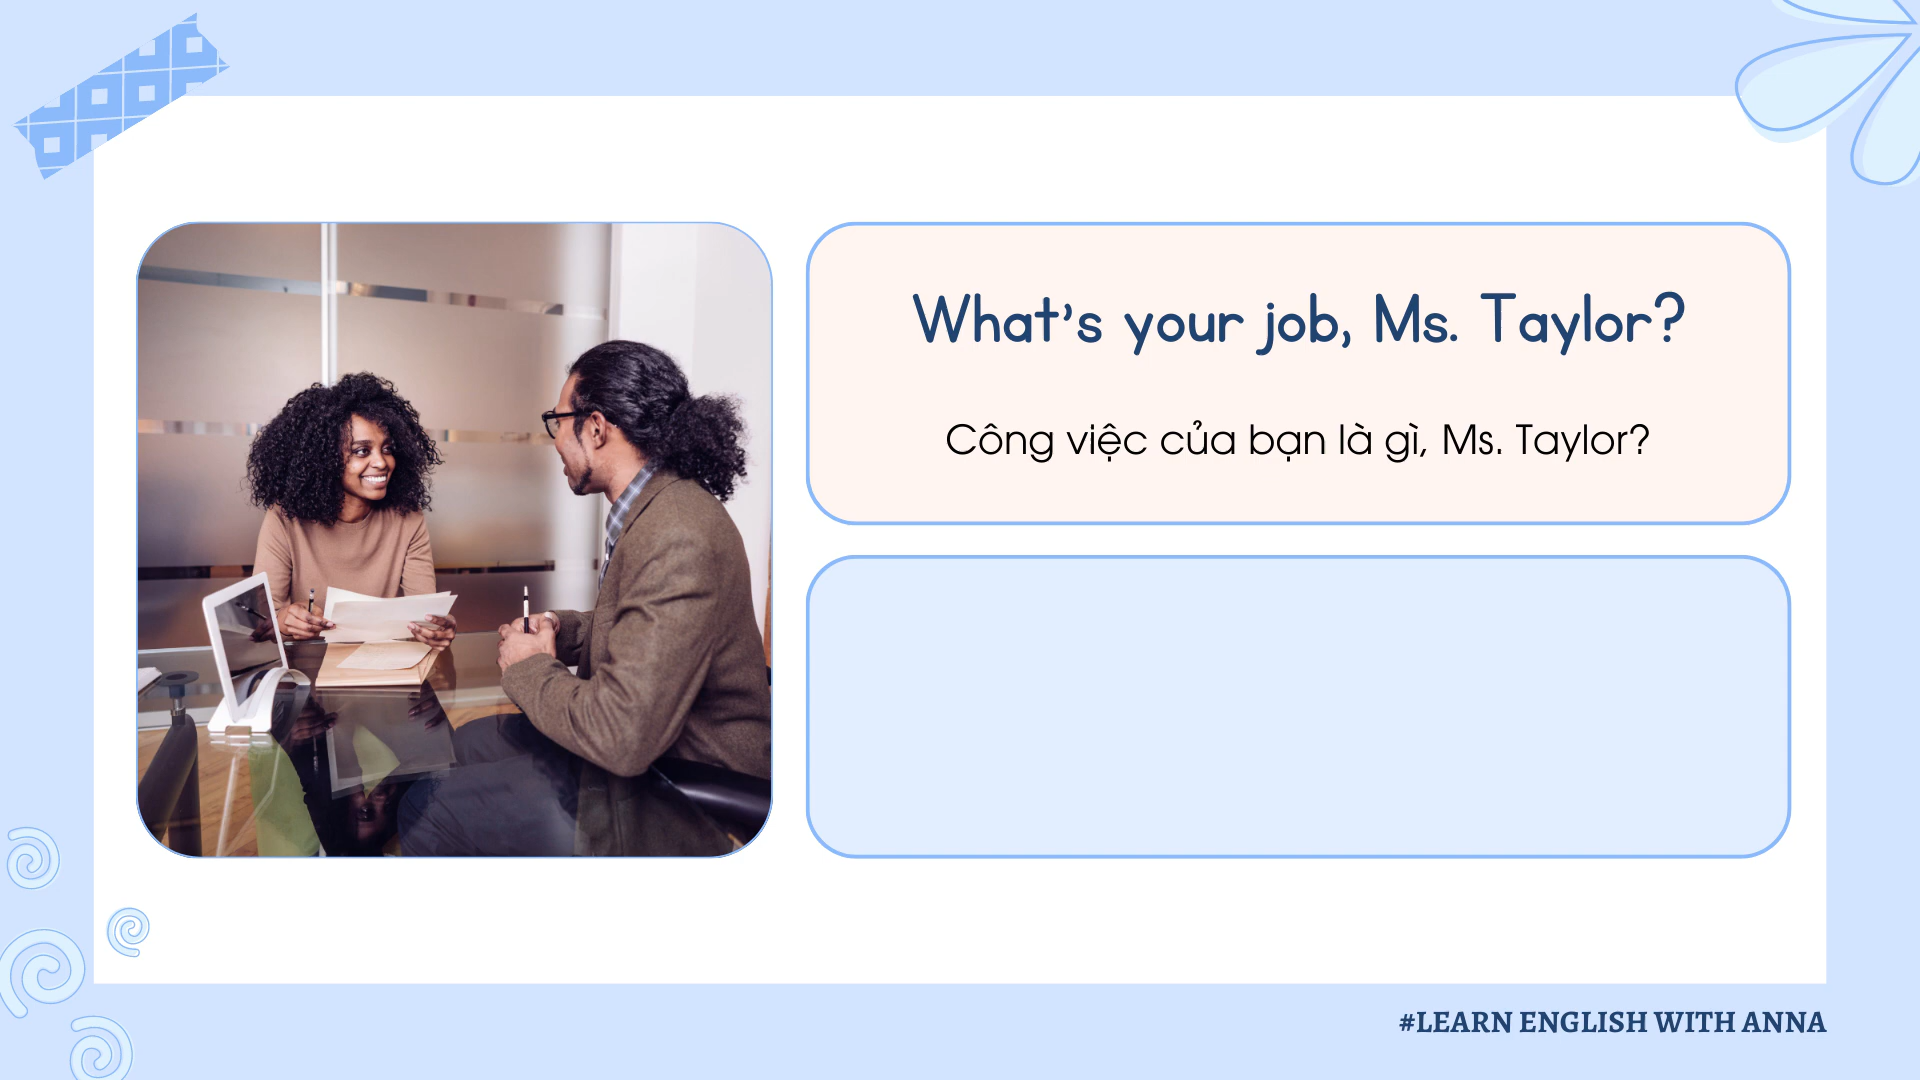 What's your job, Ms. Taylor?
Công việc của bạn là gì, Ms. Taylor?
#LEARN ENGLISH WITH ANNA